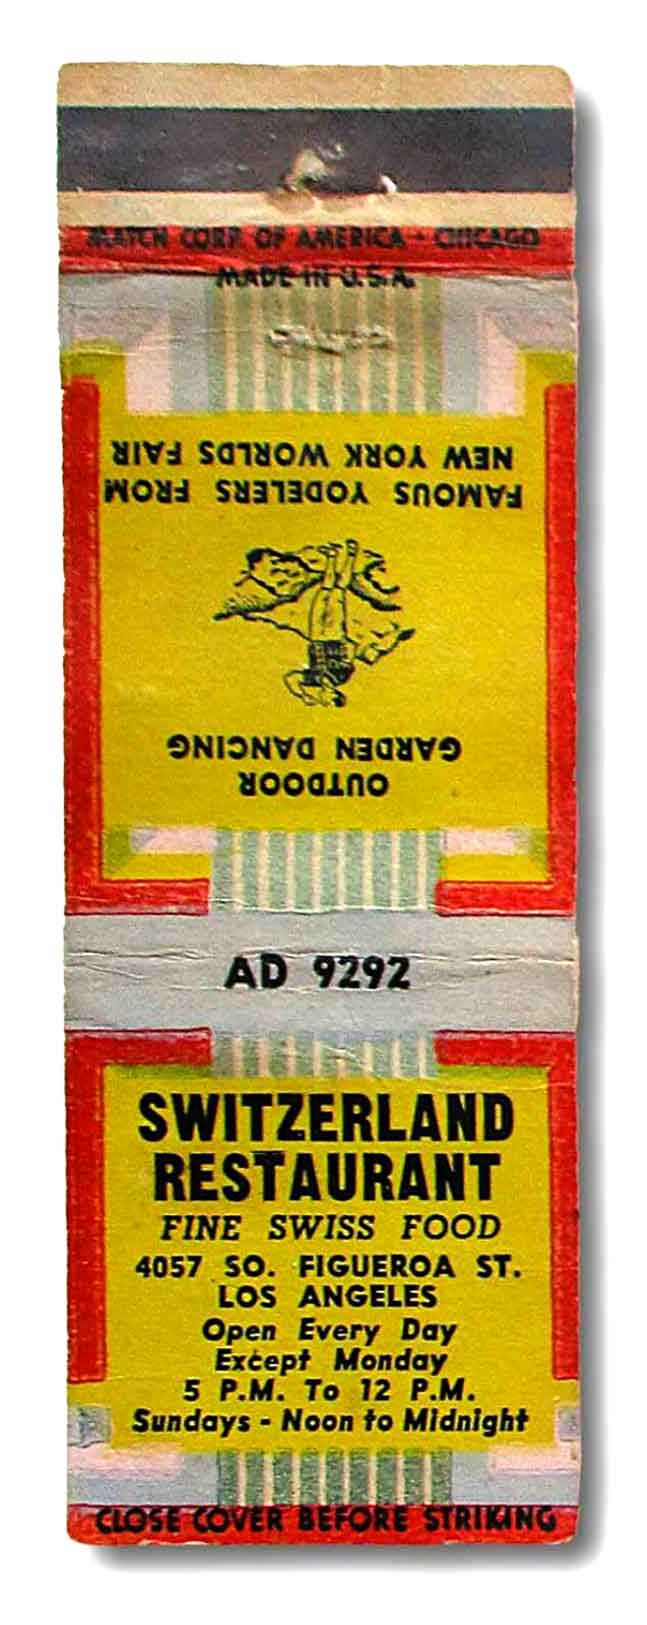 MATCH CORP. OF AMERICA - CHICAGO
MADE IN U.S.A.
OUTDOOR
GARDEN DANCING
FAMOUS YODELERS FROM
NEW YORK WORLDS FAIR
AD 9292
SWITZERLAND
RESTAURANT
FINE SWISS FOOD
4057 SO. FIGUEROA ST.
LOS ANGELES
Open Every Day
Except Monday
5 P.M. To 12 P.M.
Sundays - Noon to Midnight
CLOSE COVER BEFORE STRIKING